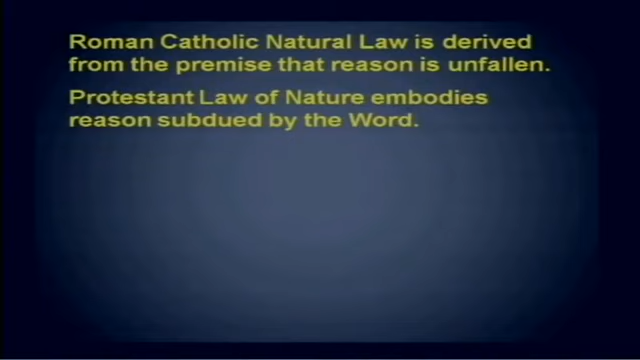 Roman Catholic Natural Law is derived
from the premise that reason is unfallen.
Protestant Law of Nature embodies
reason subdued by the Word.